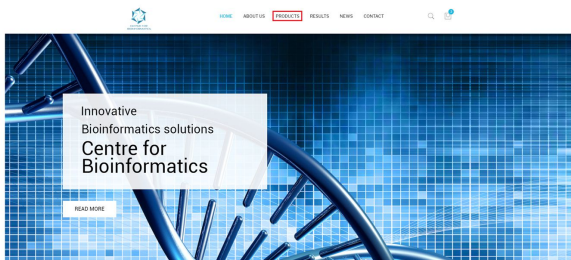 HOME ABOUT US PRODUCTS RESULTS NEWS CONTACT
Innovative
Bioinformatics solutions
Centre for
Bioinformatics
READ MORE